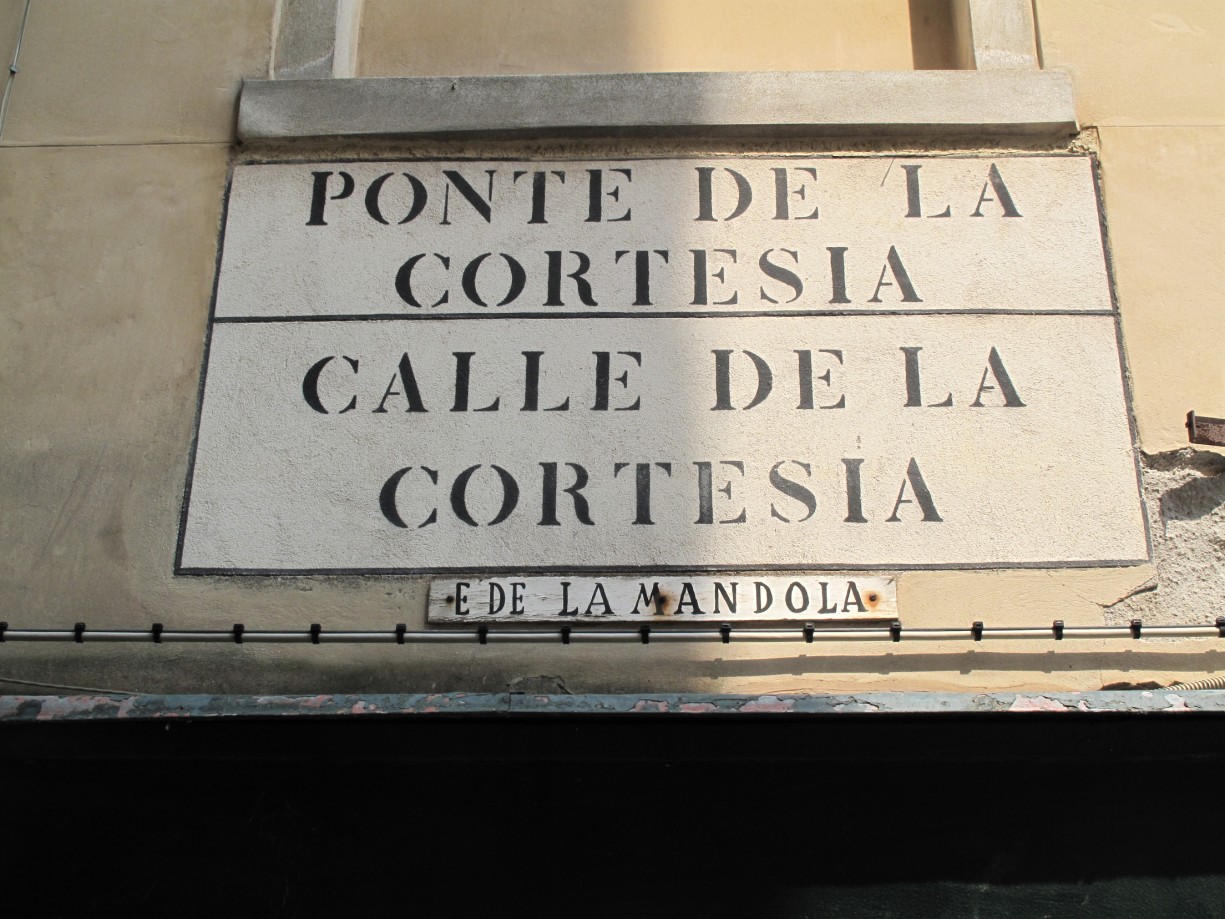 PONTE DE LA
CORTESIA
CALLE DE LA
CORTESIA
E DE LA MANDOLA